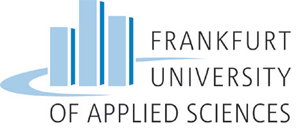 FRANKFURT
UNIVERSITY
OF APPLIED SCIENCES